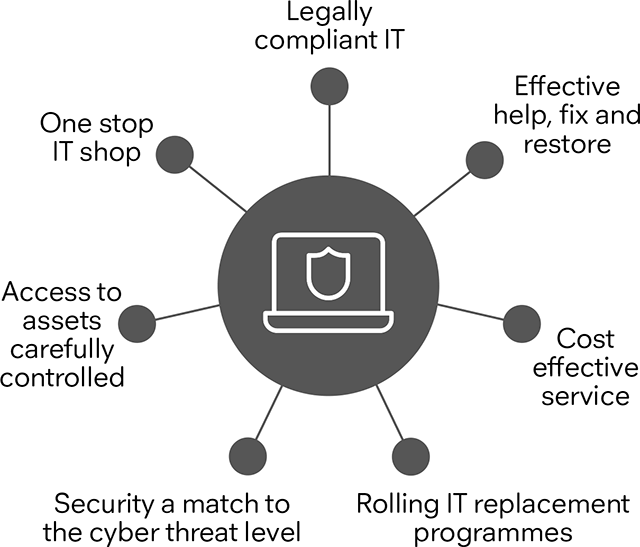 Legally
compliant IT
Effective
help, fix and
restore
One stop
IT shop
Access to
assets
carefully
controlled
Cost
effective
service
Security a match to
the cyber threat level
Rolling IT replacement
programmes